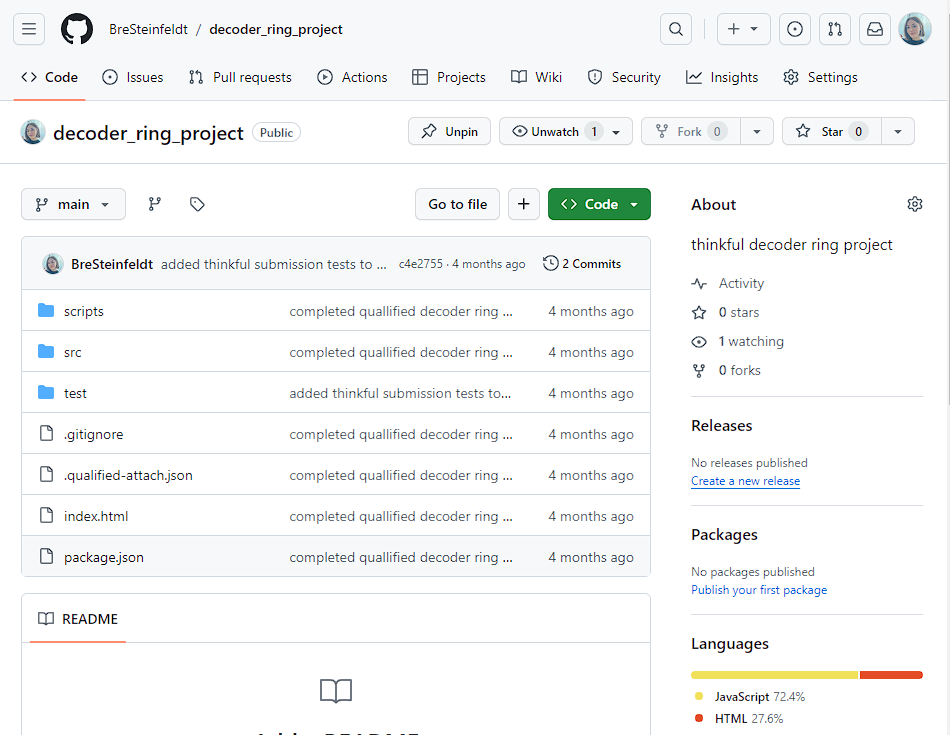 BreSteinfeldt / decoder_ring_project
Code Issues Pull requests Actions Projects Wiki Security Insights Settings
decoder_ring_project Public Unpin Unwatch 1 Fork 0 Star 0
main Go to file + Code
BreSteinfeldt added thinkful submission tests to ... c4e2755 · 4 months ago 2 Commits
scripts completed quallified decoder ring ... 4 months ago
src completed quallified decoder ring ... 4 months ago
test added thinkful submission tests to... 4 months ago
.gitignore completed quallified decoder ring ... 4 months ago
.qualified-attach.json completed quallified decoder ring ... 4 months ago
index.html completed quallified decoder ring ... 4 months ago
package.json completed quallified decoder ring ... 4 months ago
README
About
thinkful decoder ring project
Activity
0 stars
1 watching
0 forks
Releases
No releases published
Create a new release
Packages
No packages published
Publish your first package
Languages
JavaScript 72.4%
HTML 27.6%